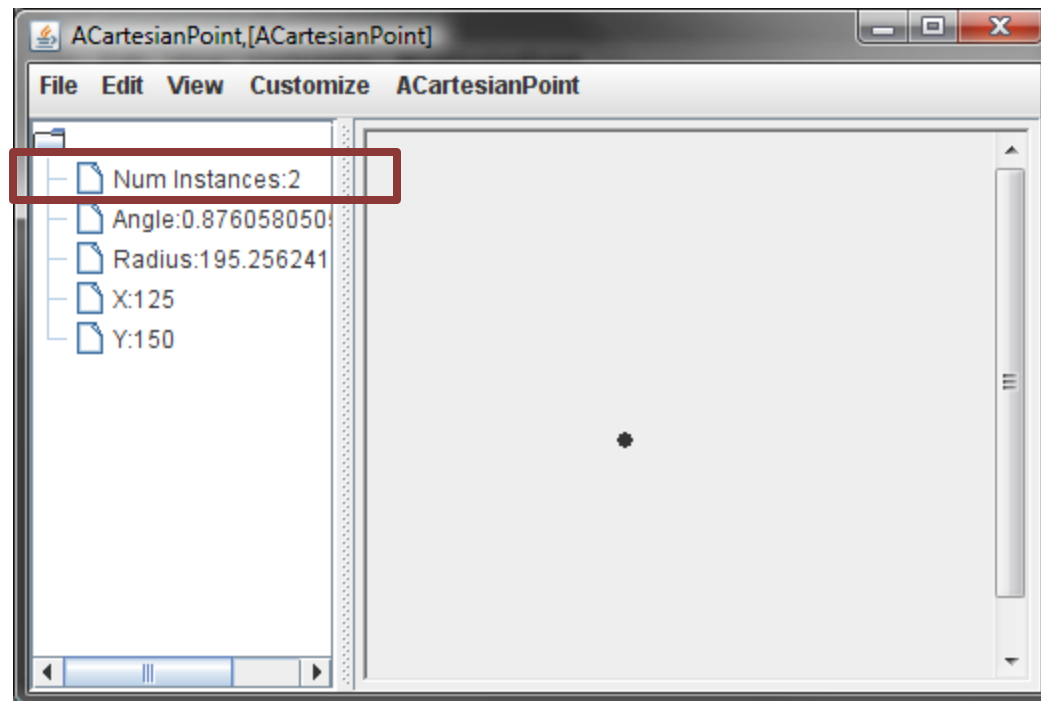 ACartesianPoint,[ACartesianPoint]
File Edit View Customize ACartesianPoint
Num Instances:2
Angle:0.876058050
Radius:195.256241
X:125
Y:150